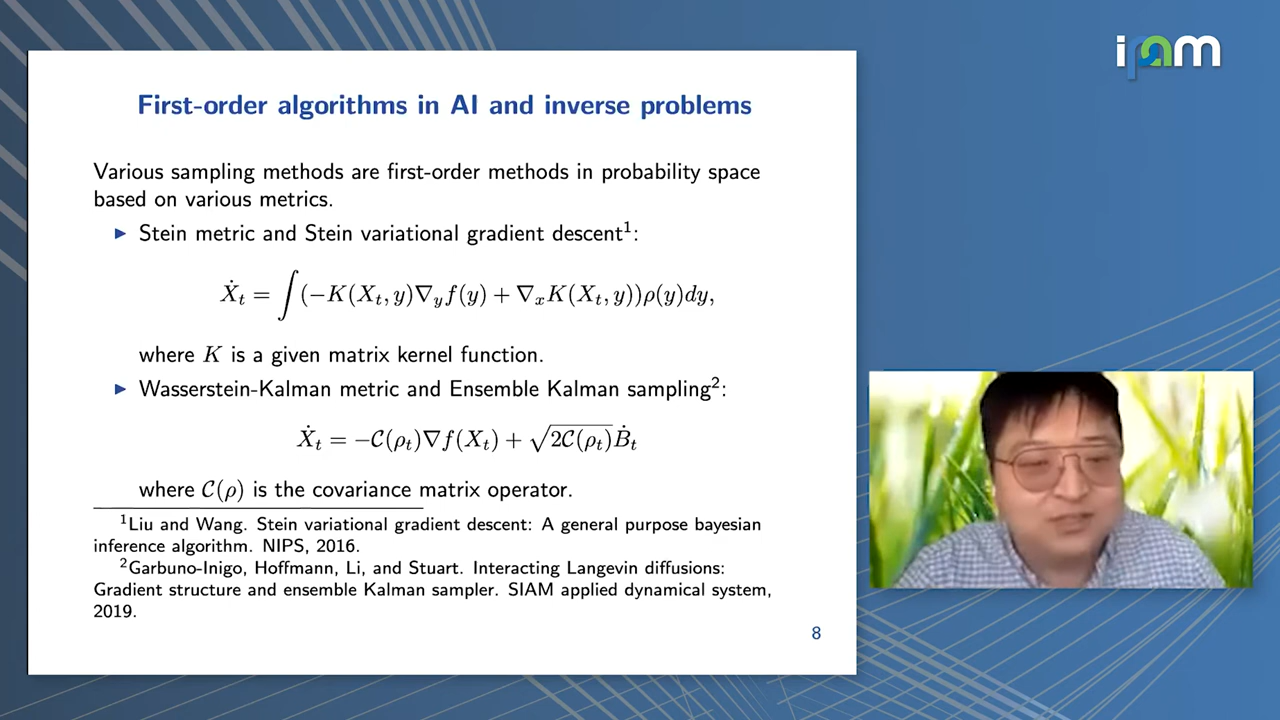 ipam
First-order algorithms in AI and inverse problems
Various sampling methods are first-order methods in probability space
based on various metrics.
▶ Stein metric and Stein variational gradient descent¹:
Ẋ_t = ∫(−K(X_t, y)∇_y f(y) + ∇_x K(X_t, y))ρ(y)dy,
where K is a given matrix kernel function.
▶ Wasserstein-Kalman metric and Ensemble Kalman sampling²:
Ẋ_t = −𝒞(ρ_t)∇f(X_t) + √(2𝒞(ρ_t))Ḃ_t
where 𝒞(ρ) is the covariance matrix operator.
¹Liu and Wang. Stein variational gradient descent: A general purpose bayesian
inference algorithm. NIPS, 2016.
²Garbuno-Inigo, Hoffmann, Li, and Stuart. Interacting Langevin diffusions:
Gradient structure and ensemble Kalman sampler. SIAM applied dynamical system,
2019.
8